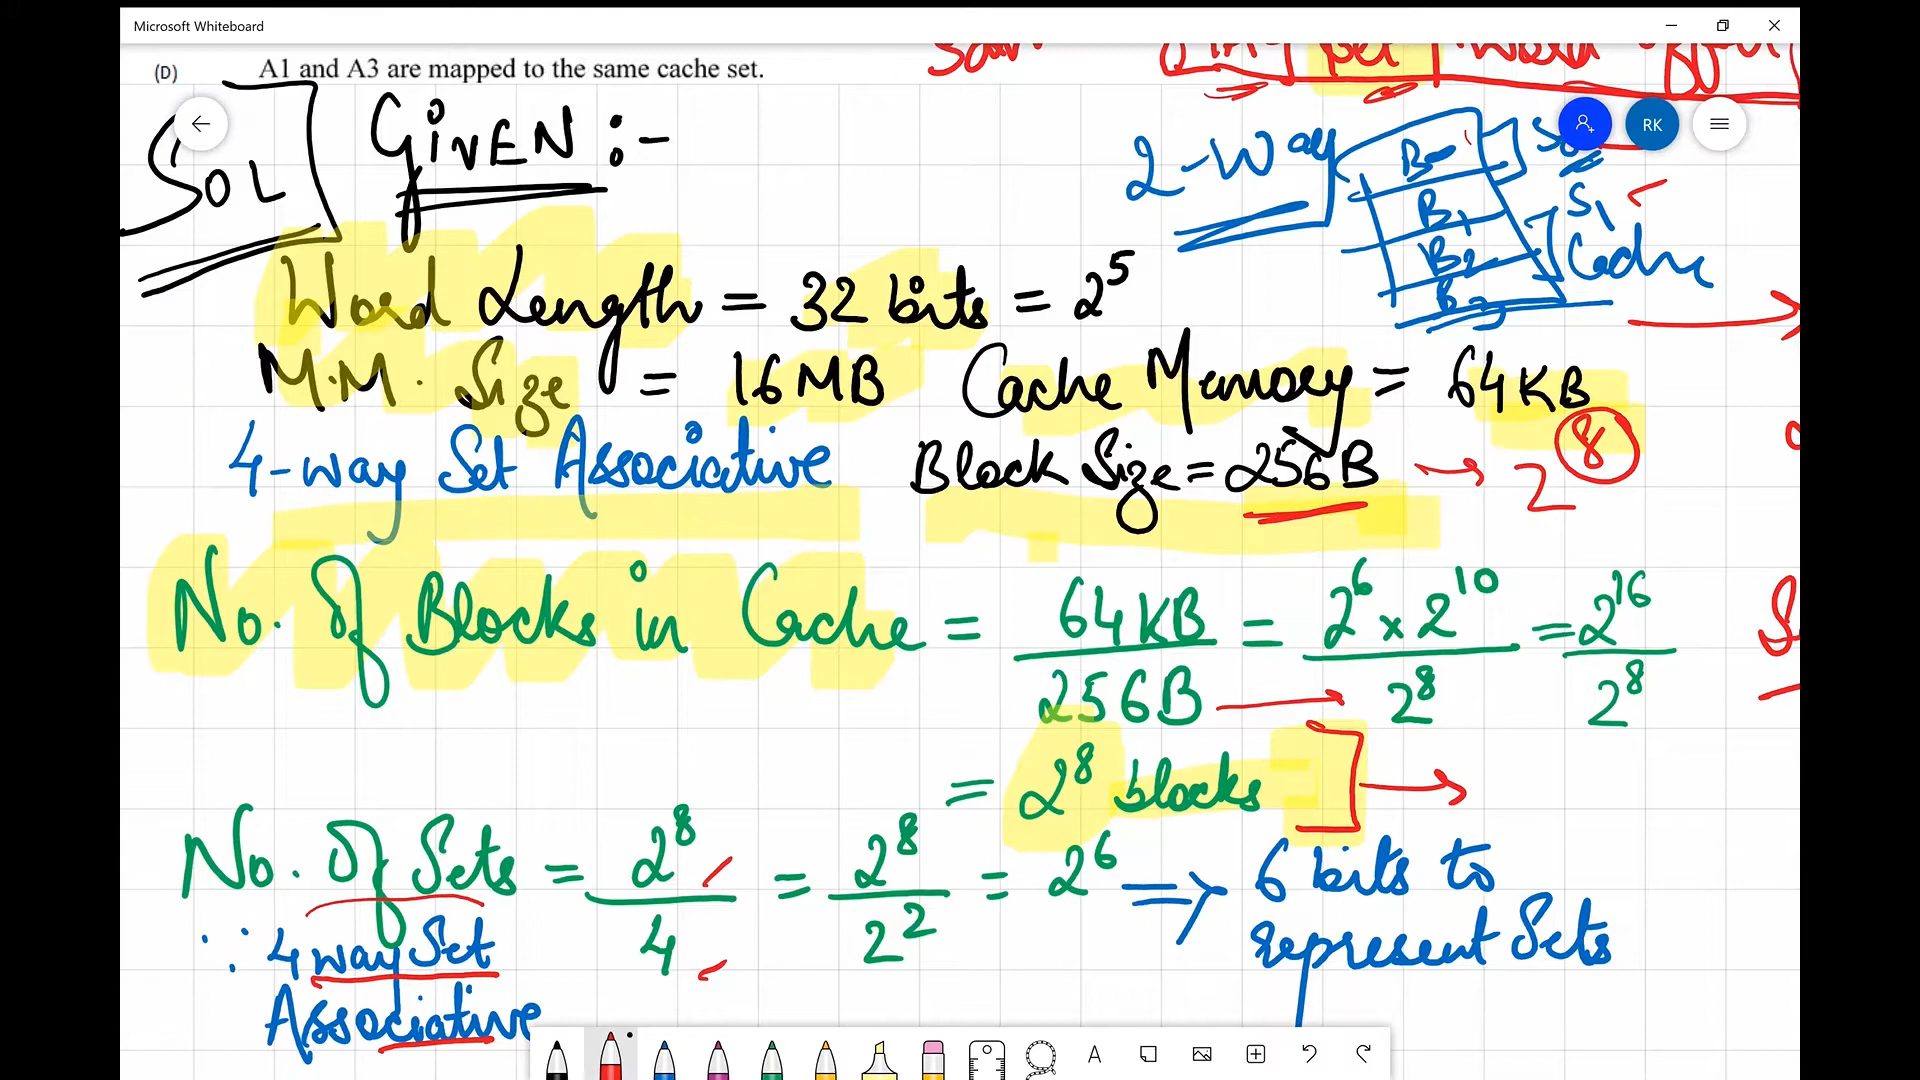 Microsoft Whiteboard
(D) A1 and A3 are mapped to the same cache set.
SOL
GIVEN :-
2-Way
S0
S1
B1
B2
Cache
RK
Word Length = 32 bits = 2^5
M.M. Size = 16MB Cache Memory = 64KB
4-way Set Associative Block Size = 256B → 2^8
No. of Blocks in Cache = 64KB / 256B = 2^6 x 2^10 / 2^8 = 2^16 / 2^8
= 2^8 blocks
No. of Sets = 2^8 / 4 = 2^8 / 2^2 = 2^6 ⇒ 6 bits to represent Sets
∵ 4 way Set
Associative